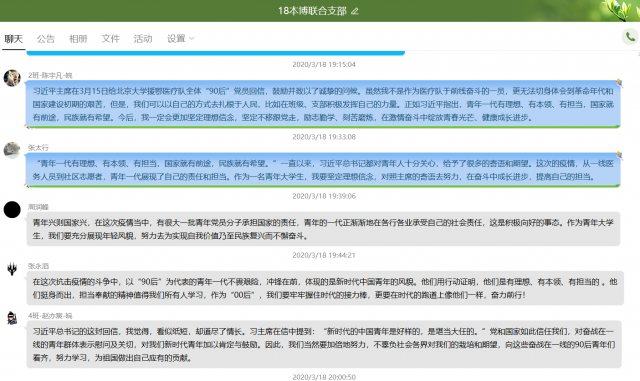 18本博联合支部
聊天 公告 相册 文件 活动 设置
2020/3/18 19:15:04
2班-陈宇凡-皖
习近平主席在3月15日给北京大学援鄂医疗队全体“90后”党员回信，鼓励并致以了诚挚的问候。虽然我不是作为医疗队于前线奋斗的一员，更无法切身体会到革命年代和
国家建设初期的艰苦，但是，我们可以以自己的方式去扎根于人民，比如在班级、支部积极发挥自己的力量。正如习近平指出，青年一代有理想、有本领、有担当，国家就
有前途，民族就有希望。今后，我一定会更加坚定理想信念，坚定不移跟党走，励志勤学、刻苦磨炼，在激情奋斗中绽放青春光芒、健康成长进步。
2020/3/18 19:33:08
张太行
“青年一代有理想、有本领、有担当，国家就有前途，民族就有希望。”一直以来，习近平总书记都对青年人十分关心，给予了很多的寄语和期望。这次的疫情，从一线医
务人员到社区志愿者，青年一代展现了自己的责任和担当。作为一名青年大学生，我要坚定理想信念，对照主席的寄语去努力，在奋斗中成长进步，提高自己的担当。
2020/3/18 19:39:06
周润峰
青年兴则国家兴，在这次疫情当中，有很大一批青年党员分子承担国家的责任，青年的一代正渐渐地在各行各业承受自己的社会责任，这是积极向好的事态。作为青年大学
生，我们要充分展现年轻风貌，努力去为实现自我价值乃至民族复兴而不懈奋斗。
2020/3/18 19:44:21
张永滔
在这次抗击疫情的斗争中，以“90后”为代表的青年一代不畏艰险，冲锋在前，体现的是新时代中国青年的风貌。他们用行动证明，他们是有理想、有本领、有担当的 。他
们挺身而出，担当奉献的精神值得我们所有人学习，作为“00后”，我们要牢牢握住时代的接力棒，更要在时代的跑道上像他们一样，奋力前行！
4班-赵亦
习近平总书记的这封回信，我觉得，看似纸短，却道尽了情长。习主席在信中提到：“新时代的中国青年是好样的，是堪当大任的。”党和国家如此信任我们，对奋战在一
线的青年群体表示慰问及关切，对我们新时代青年加以肯定与鼓励。因此，我们当然要加倍地努力，不辜负社会各界对我们的栽培和期望，向这些奋战在一线的90后青年们
看齐，努力学习，为祖国做出自己应有的贡献。
2020/3/18 20:00:50